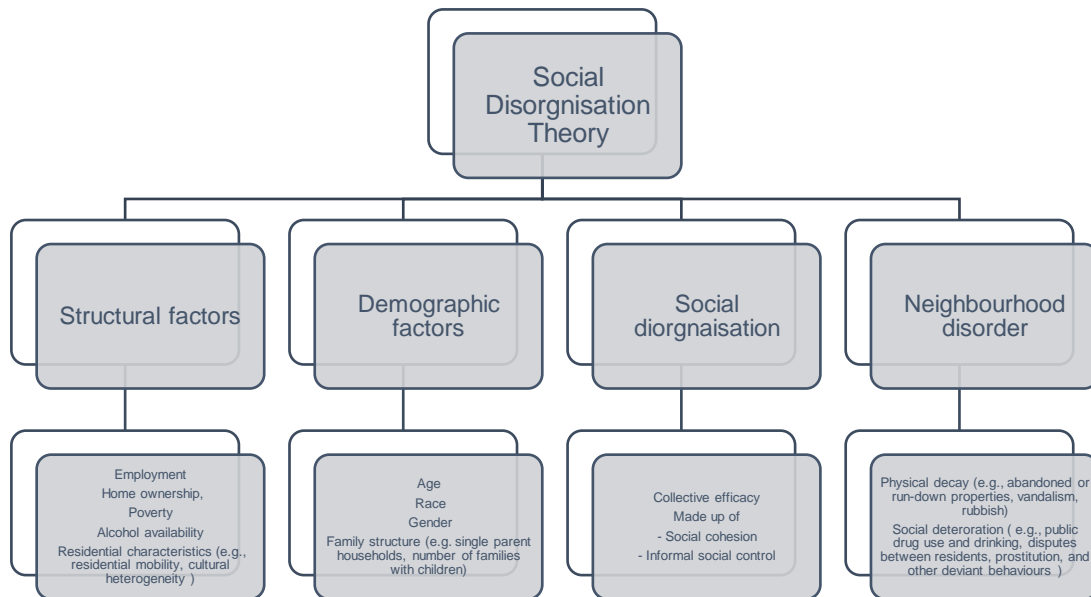 Social
Disorgnisation
Theory
Structural factors
Demographic
factors
Social
diorgnaisation
Neighbourhood
disorder
Employment
Home ownership,
Poverty
Alcohol availability
Residential characteristics (e.g.,
residential mobility, cultural
heterogeneity )
Age
Race
Gender
Family structure (e.g. single parent
households, number of families
with children)
Collective efficacy
Made up of
- Social cohesion
- Informal social control
Physical decay (e.g., abandoned or
run-down properties, vandalism,
rubbish)
Social deteroration ( e.g., public
drug use and drinking, disputes
between residents, prostitution, and
other deviant behaviours )